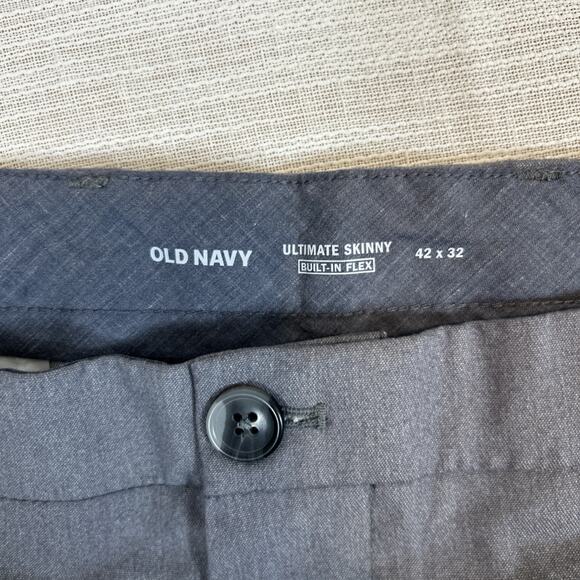 OLD NAVY
ULTIMATE SKINNY
BUILT-IN FLEX
42 x 32